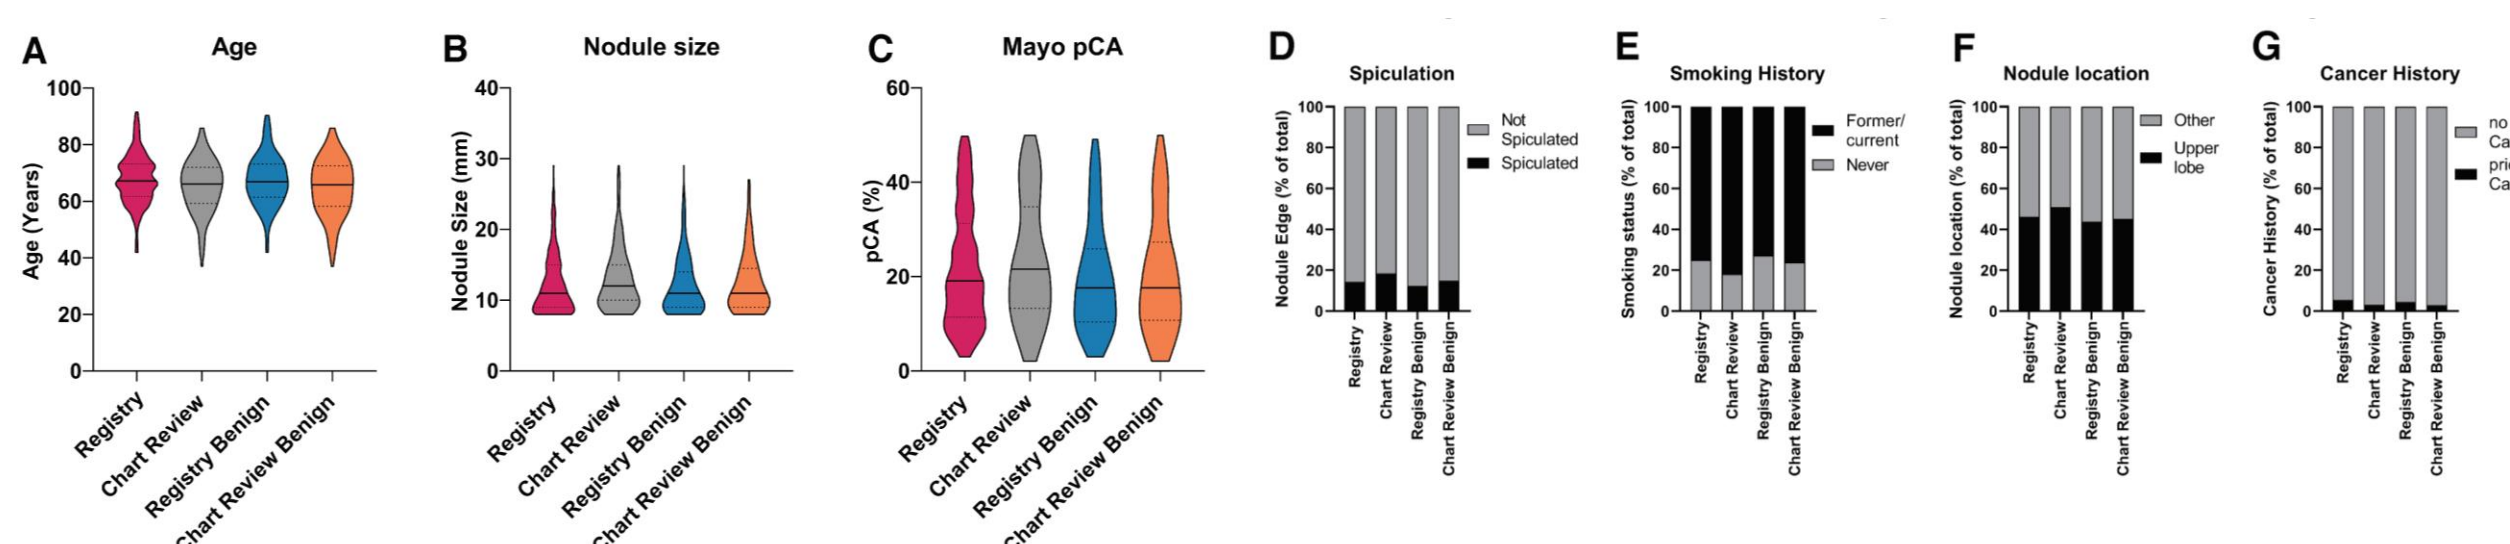 A
Age
Age (Years)
100
80
60
40
20
0
Registry
Chart Review
Registry Benign
Chart Review Benign
B
Nodule size
Nodule Size (mm)
40
30
20
10
0
Registry
Chart Review
Registry Benign
Chart Review Benign
C
Mayo pCA
pCA (%)
60
40
20
0
Registry
Chart Review
Registry Benign
Chart Review Benign
D
Spiculation
Nodule Edge (% of total)
100
80
60
40
20
0
Not
Spiculated
Spiculated
Registry
Chart Review
Registry Benign
Chart Review Benign
E
Smoking History
Smoking status (% of total)
100
80
60
40
20
0
Former/
current
Never
Registry
Chart Review
Registry Benign
Chart Review Benign
F
Nodule location
Nodule location (% of total)
100
80
60
40
20
0
Other
Upper
lobe
Registry
Chart Review
Registry Benign
Chart Review Benign
G
Cancer History
Cancer History (% of total)
100
80
60
40
20
0
no
Ca
pri
Ca
Registry
Chart Review
Registry Benign
Chart Review Benign